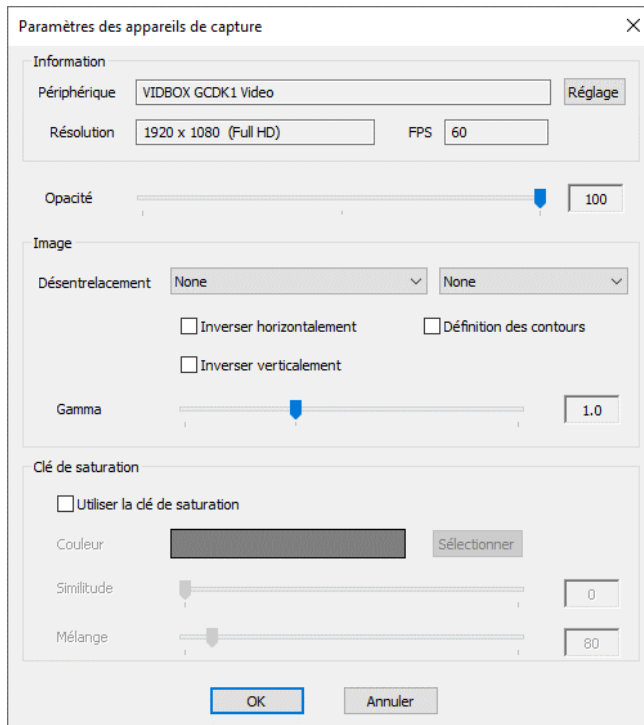 Paramètres des appareils de capture
Information
Périphérique VIDBOX GCDK1 Video Réglage
Résolution 1920 x 1080 (Full HD) FPS 60
Opacité 100
Image
Désentrelacement None None
Inverser horizontalement Définition des contours
Inverser verticalement
Gamma 1.0
Clé de saturation
Utiliser la clé de saturation
Couleur Sélectionner
Similitude 0
Mélange 80
OK Annuler